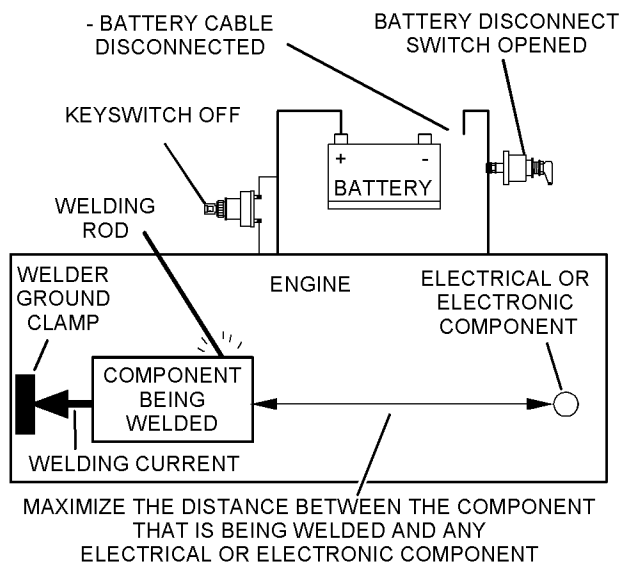 - BATTERY CABLE
DISCONNECTED
BATTERY DISCONNECT
SWITCH OPENED
KEYSWITCH OFF
+ -
BATTERY
WELDING
ROD
WELDER
GROUND
CLAMP
ENGINE
ELECTRICAL OR
ELECTRONIC
COMPONENT
COMPONENT
BEING
WELDED
WELDING CURRENT
MAXIMIZE THE DISTANCE BETWEEN THE COMPONENT
THAT IS BEING WELDED AND ANY
ELECTRICAL OR ELECTRONIC COMPONENT